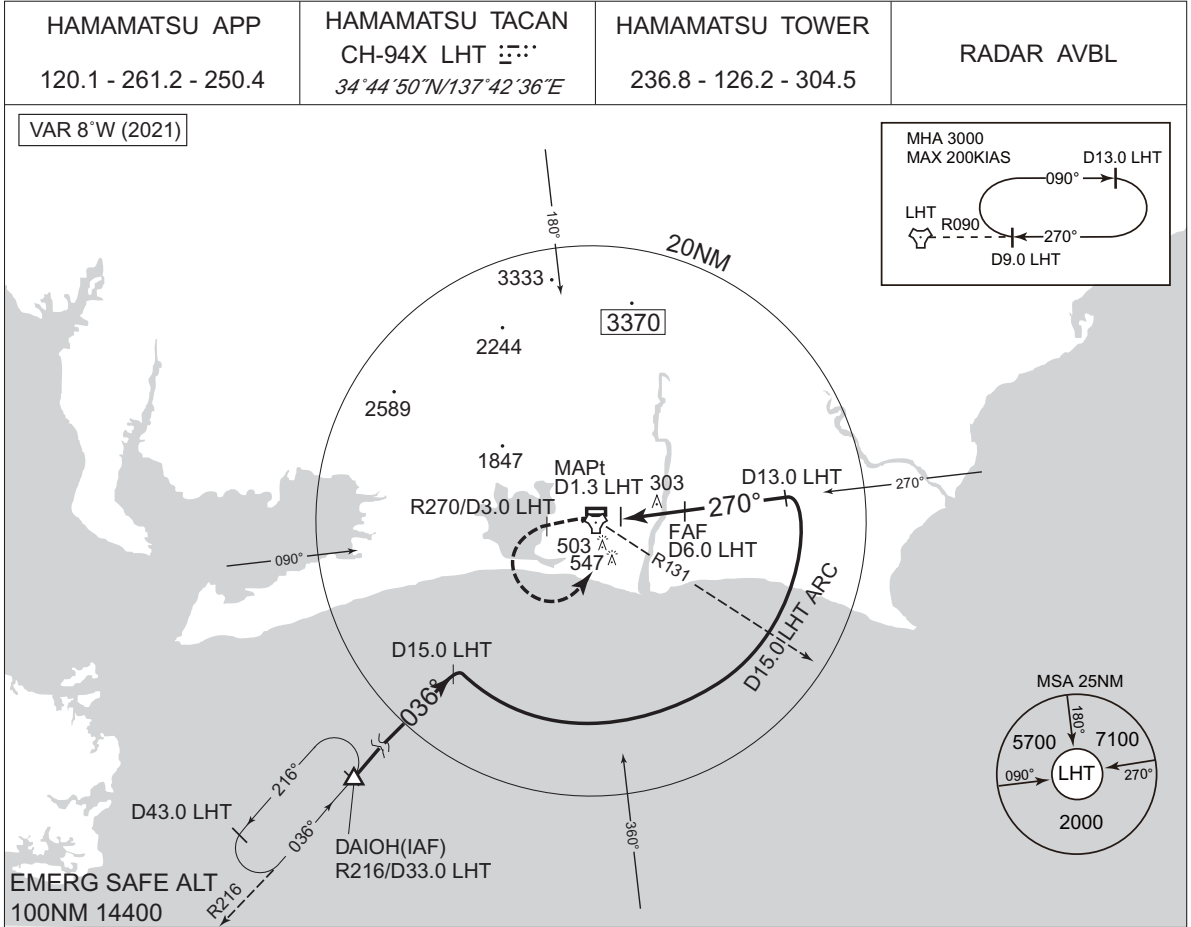 HAMAMATSU APP
120.1 - 261.2 - 250.4
HAMAMATSU TACAN
CH-94X LHT
34°44´50˝N/137°42´36˝E
HAMAMATSU TOWER
236.8 - 126.2 - 304.5
RADAR AVBL
VAR 8°W (2021)
MHA 3000
MAX 200KIAS
D13.0 LHT
090°
LHT
R090
270°
D9.0 LHT
180°
20NM
3333
3370
2244
2589
1847
MAPt
D1.3 LHT
303
D13.0 LHT
270°
R270/D3.0 LHT
270°
FAF
D6.0 LHT
503
547
R131
090°
D15.0 LHT ARC
D15.0 LHT
036°
MSA 25NM
180°
5700
7100
090°
LHT
270°
2000
216°
D43.0 LHT
036°
DAIOH(IAF)
R216/D33.0 LHT
360°
EMERG SAFE ALT
100NM 14400
R216